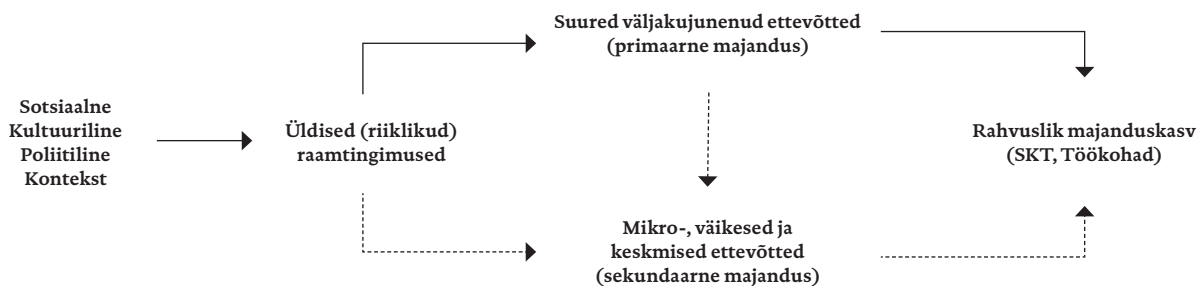 Sotsiaalne
Kultuuriline
Poliitiline
Kontekst
Üldised (riiklikud)
raamtingimused
Suured väljakujunenud ettevõtted
(primaarne majandus)
Mikro-, väikesed ja
keskmised ettevõtted
(sekundaarne majandus)
Rahvuslik majanduskasv
(SKT, Töökohad)